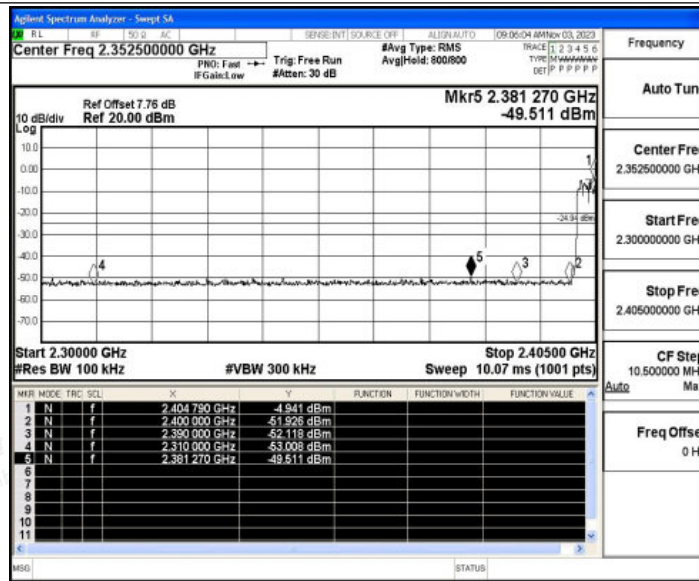 Agilent Spectrum Analyzer - Swept SA
RL RF 50 Ω AC SENSE:INT SOURCE OFF ALIGN AUTO 09:06:04 AM Nov 03, 2023
Center Freq 2.352500000 GHz
PNO: Fast
IFGain:Low
Trig: Free Run
#Atten: 30 dB
#Avg Type: RMS
Avg|Hold: 800/800
TRACE 1 2 3 4 5 6
TYPE M
DET P P P P P P
Ref Offset 7.76 dB
10 dB/div Ref 20.00 dBm
Log
Mkr5 2.381 270 GHz
-49.511 dBm
10.0
0.00
-10.0
-20.0
-30.0
-40.0
-50.0
-60.0
-70.0
1
-24.94 dBm
4
5
3
2
Start 2.30000 GHz Stop 2.40500 GHz
#Res BW 100 kHz #VBW 300 kHz Sweep 10.07 ms (1001 pts)
MKR MODE TRC SCL X Y FUNCTION FUNCTION WIDTH FUNCTION VALUE
1 N f 2.404 790 GHz -4.941 dBm
2 N f 2.400 000 GHz -51.926 dBm
3 N f 2.390 000 GHz -52.118 dBm
4 N f 2.310 000 GHz -53.008 dBm
5 N f 2.381 270 GHz -49.511 dBm
6
7
8
9
10
11
MSG STATUS
Frequency
Auto Tun
Center Fre
2.352500000 GH
Start Fre
2.300000000 GH
Stop Fre
2.405000000 GH
CF Ste
10.500000 MH
Auto Ma
Freq Offse
0 H